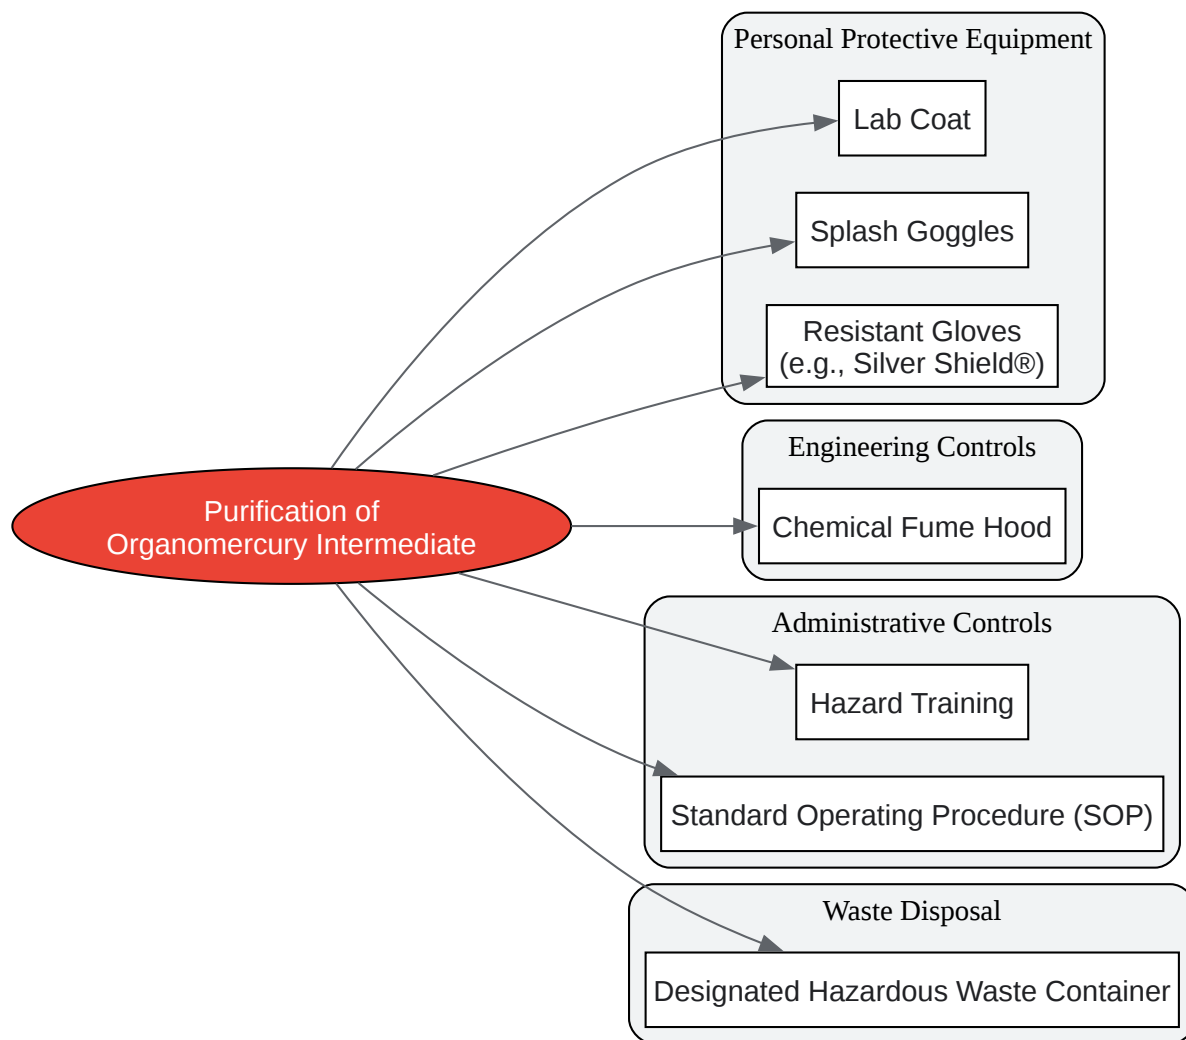 Personal Protective Equipment
Lab Coat
Splash Goggles
Resistant Gloves
(e.g., Silver Shield®)
Engineering Controls
Purification of
Organomercury Intermediate
Chemical Fume Hood
Administrative Controls
Hazard Training
Standard Operating Procedure (SOP)
Waste Disposal
Designated Hazardous Waste Container